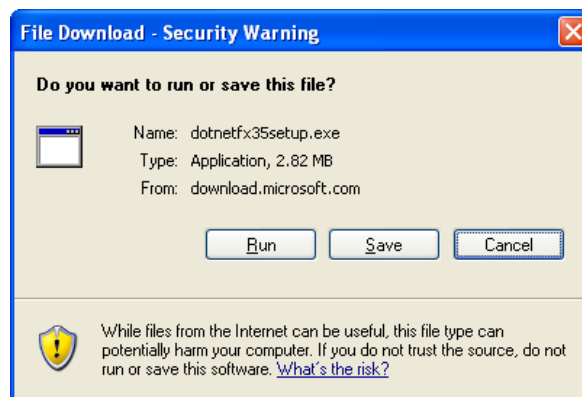 File Download - Security Warning
Do you want to run or save this file?
Name: dotnetfx35setup.exe
Type: Application, 2.82 MB
From: download.microsoft.com
Run Save Cancel
While files from the Internet can be useful, this file type can
potentially harm your computer. If you do not trust the source, do not
run or save this software. What's the risk?